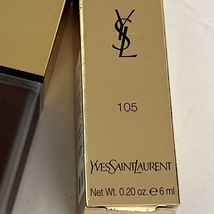 YSL
105
YVESSAINTLAURENT
Net Wt. 0.20 oz. ℮ 6 ml